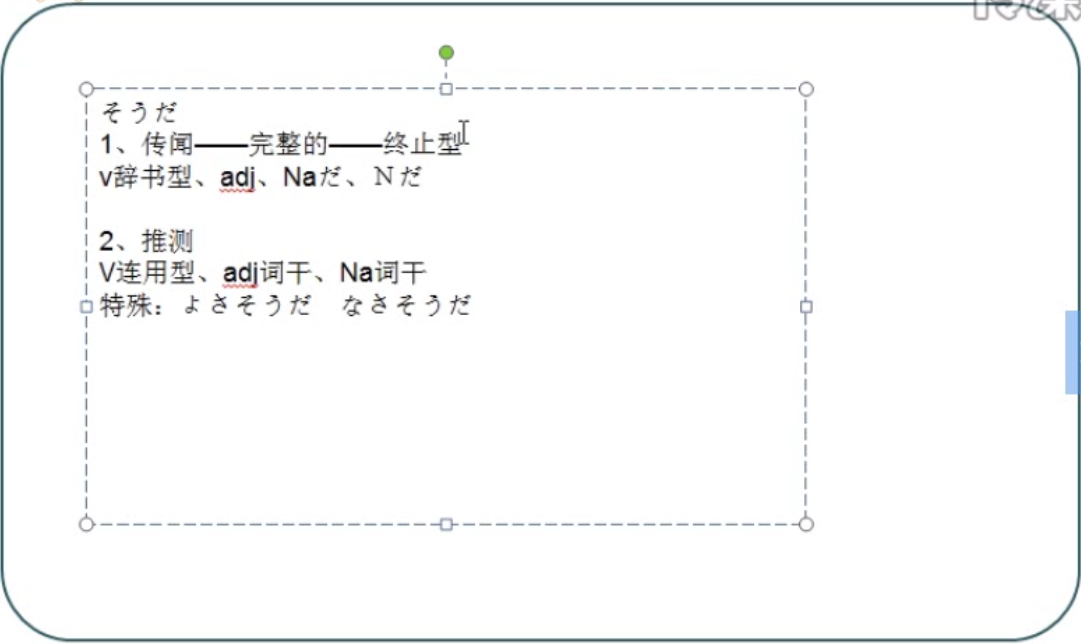 そうだ
1、传闻——完整的——终止型
v辞书型、adj、Naだ、Ｎだ
2、推测
V连用型、adj词干、Na词干
特殊：よさそうだ　なさそうだ